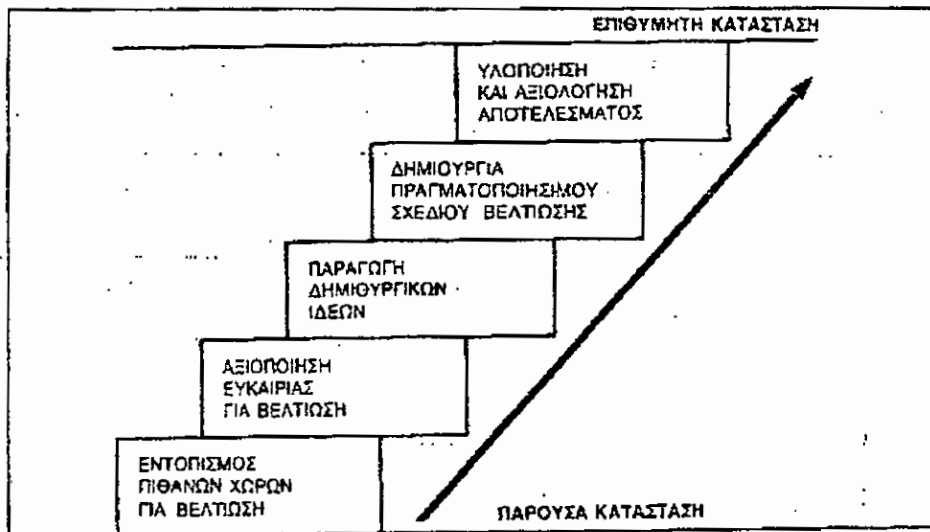 ΕΠΙΘΥΜΗΤΗ ΚΑΤΑΣΤΑΣΗ
ΥΛΟΠΟΙΗΣΗ
ΚΑΙ ΑΞΙΟΛΟΓΗΣΗ
ΑΠΟΤΕΛΕΣΜΑΤΟΣ
ΔΗΜΙΟΥΡΓΙΑ
ΠΡΑΓΜΑΤΟΠΟΙΗΣΙΜΟΥ
ΣΧΕΔΙΟΥ ΒΕΛΤΙΩΣΗΣ
ΠΑΡΑΓΩΓΗ
ΔΗΜΙΟΥΡΓΙΚΩΝ
ΙΔΕΩΝ
ΑΞΙΟΠΟΙΗΣΗ
ΕΥΚΑΙΡΙΑΣ
ΓΙΑ ΒΕΛΤΙΩΣΗ
ΕΝΤΟΠΙΣΜΟΣ
ΠΙΘΑΝΩΝ ΧΩΡΩΝ
ΓΙΑ ΒΕΛΤΙΩΣΗ
ΠΑΡΟΥΣΑ ΚΑΤΑΣΤΑΣΗ